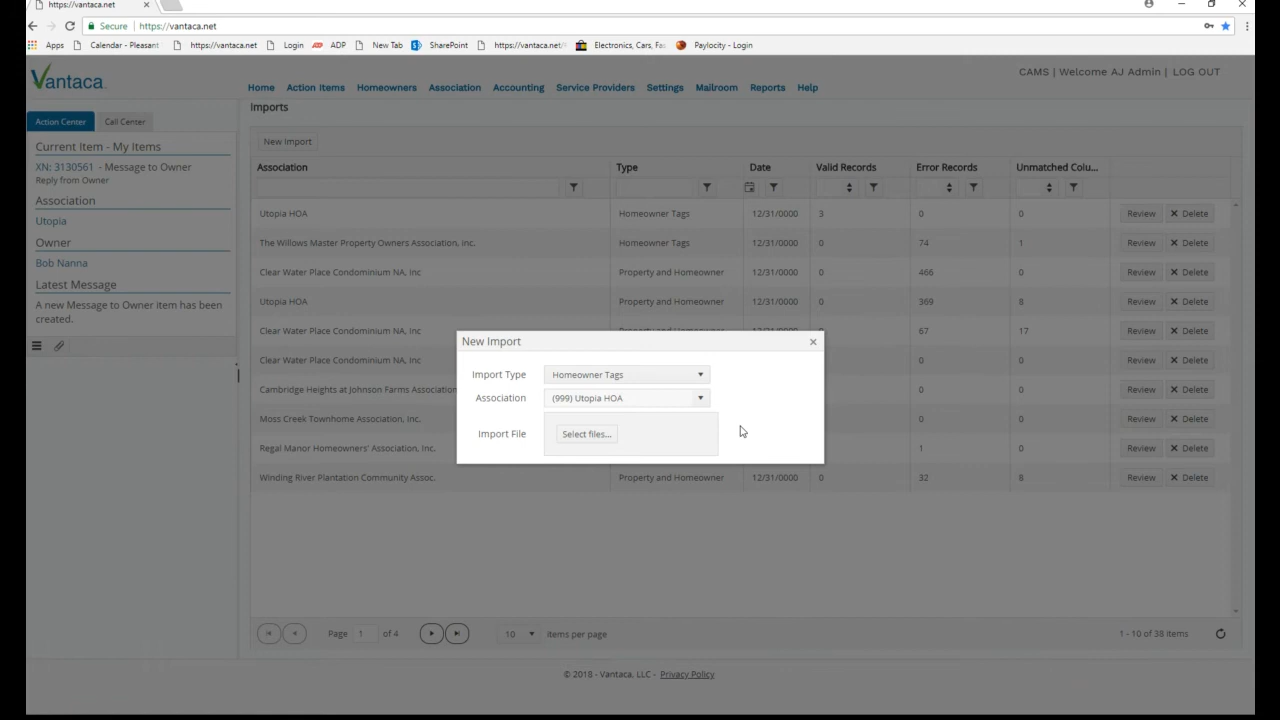 https://vantaca.net
Secure https://vantaca.net
Apps Calendar - Pleasant https://vantaca.net Login ADP New Tab SharePoint https://vantaca.net/ Electronics, Cars, Fas Paylocity - Login
Vantaca
CAMS | Welcome AJ Admin | LOG OUT
Home Action Items Homeowners Association Accounting Service Providers Settings Mailroom Reports Help
Action Center Call Center
Current Item - My Items
XN: 3130561 - Message to Owner
Reply from Owner
Association
Utopia
Owner
Bob Nanna
Latest Message
A new Message to Owner item has been
created.
Imports
New Import
Association Type Date Valid Records Error Records Unmatched Colu...
Utopia HOA Homeowner Tags 12/31/0000 3 0 0 Review Delete
The Willows Master Property Owners Association, Inc. Homeowner Tags 12/31/0000 0 74 1 Review Delete
Clear Water Place Condominium NA, Inc Property and Homeowner 12/31/0000 0 466 0 Review Delete
Utopia HOA Property and Homeowner 12/31/0000 0 369 8 Review Delete
Clear Water Place Condominium NA, Inc Property and Homeowner 12/31/0000 0 67 17 Review Delete
Clear Water Place Condominium NA, Inc 0 0 Review Delete
Cambridge Heights at Johnson Farms Association 0 0 Review Delete
Moss Creek Townhome Association, Inc. 0 0 Review Delete
Regal Manor Homeowners' Association, Inc. 1 0 Review Delete
Winding River Plantation Community Assoc. Property and Homeowner 12/31/0000 0 32 8 Review Delete
New Import
Import Type Homeowner Tags
Association (999) Utopia HOA
Import File Select files...
Page 1 of 4 10 items per page 1 - 10 of 38 items
© 2018 - Vantaca, LLC - Privacy Policy